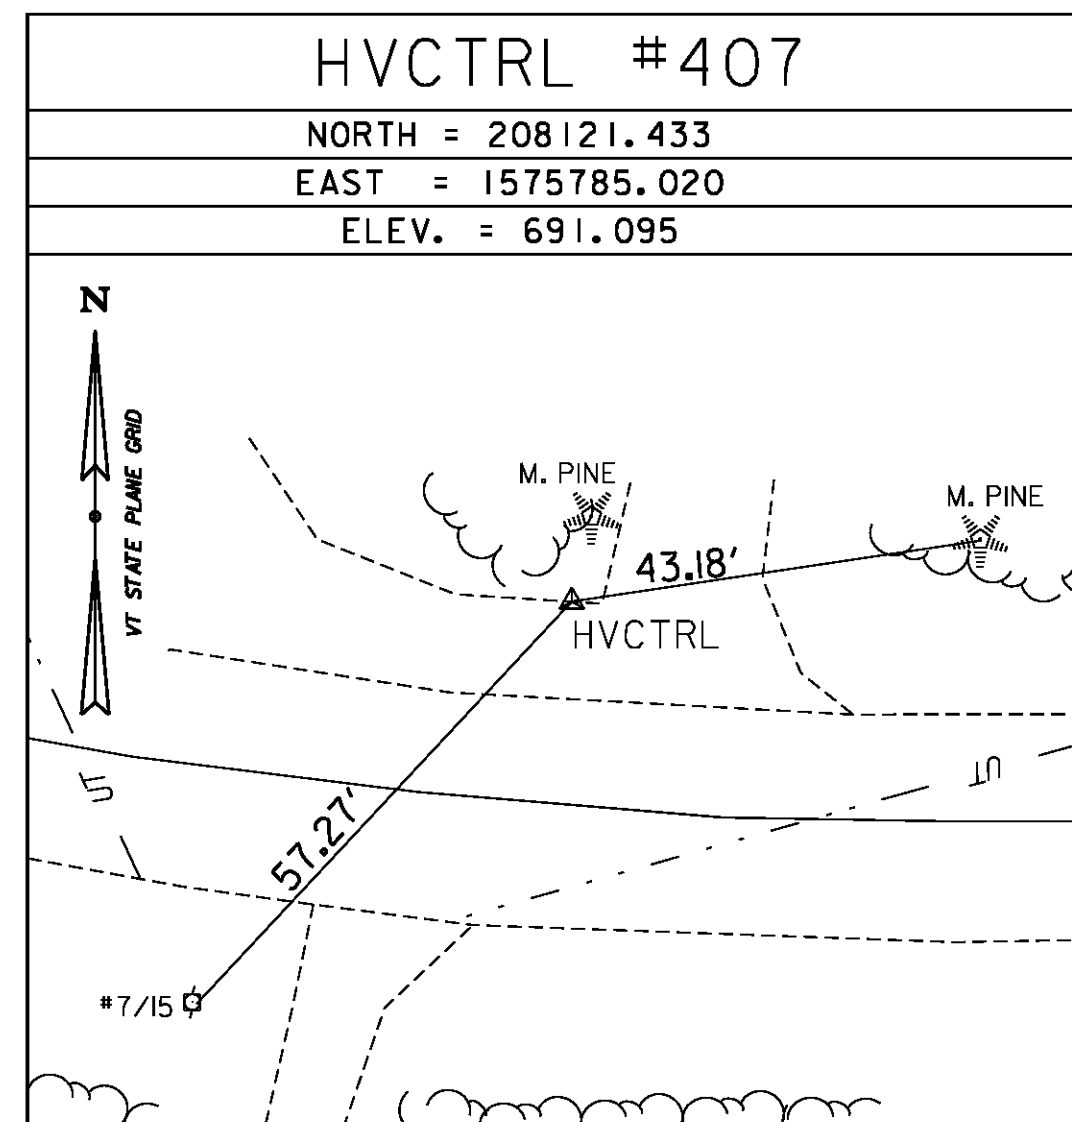 HVCTRL #407
NORTH = 208121.433
EAST = 1575785.020
ELEV. = 691.095
N
VT STATE PLANE GRID
M. PINE
M. PINE
43.18'
HVCTRL
UT
UT
57.27'
#7/15